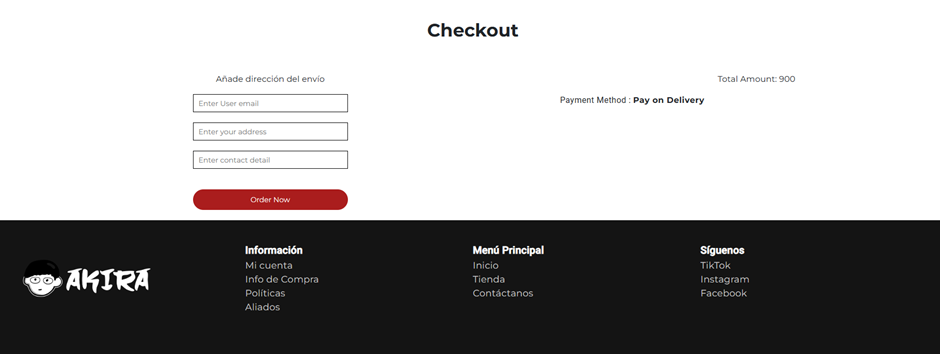 Checkout
Añade dirección del envío
Enter User email
Enter your address
Enter contact detail
Order Now
Total Amount: 900
Payment Method : Pay on Delivery
AKIRA
Información
Mi cuenta
Info de Compra
Políticas
Aliados
Menú Principal
Inicio
Tienda
Contáctanos
Síguenos
TikTok
Instagram
Facebook